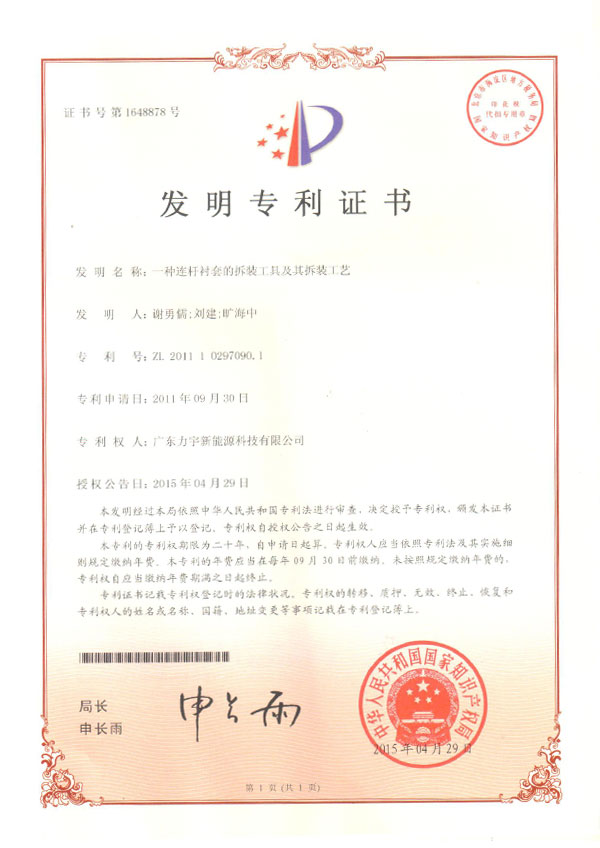 证书号第1648878号
印花税
代扣专用章
国家知识产权局
发明专利证书
发明名称：一种连杆衬套的拆装工具及其拆装工艺
发明人：谢勇儒;刘建;旷海中
专利号：ZL 2011 1 0297090.1
专利申请日：2011年09月30日
专利权人：广东力宇新能源科技有限公司
授权公告日：2015年04月29日
本发明经过本局依照中华人民共和国专利法进行审查，决定授予专利权，颁发本证书
并在专利登记簿上予以登记。专利权自授权公告之日起生效。
本专利的专利权期限为二十年，自申请日起算。专利权人应当依照专利法及其实施细
则规定缴纳年费。本专利的年费应当在每年09月30日前缴纳。未按照规定缴纳年费的，
专利权自应当缴纳年费期满之日起终止。
专利证书记载专利权登记时的法律状况。专利权的转移、质押、无效、终止、恢复和
专利权人的姓名或名称、国籍、地址变更等事项记载在专利登记簿上。
局长
申长雨
申长雨
中华人民共和国国家知识产权局
2015年04月29日
第1页(共1页)